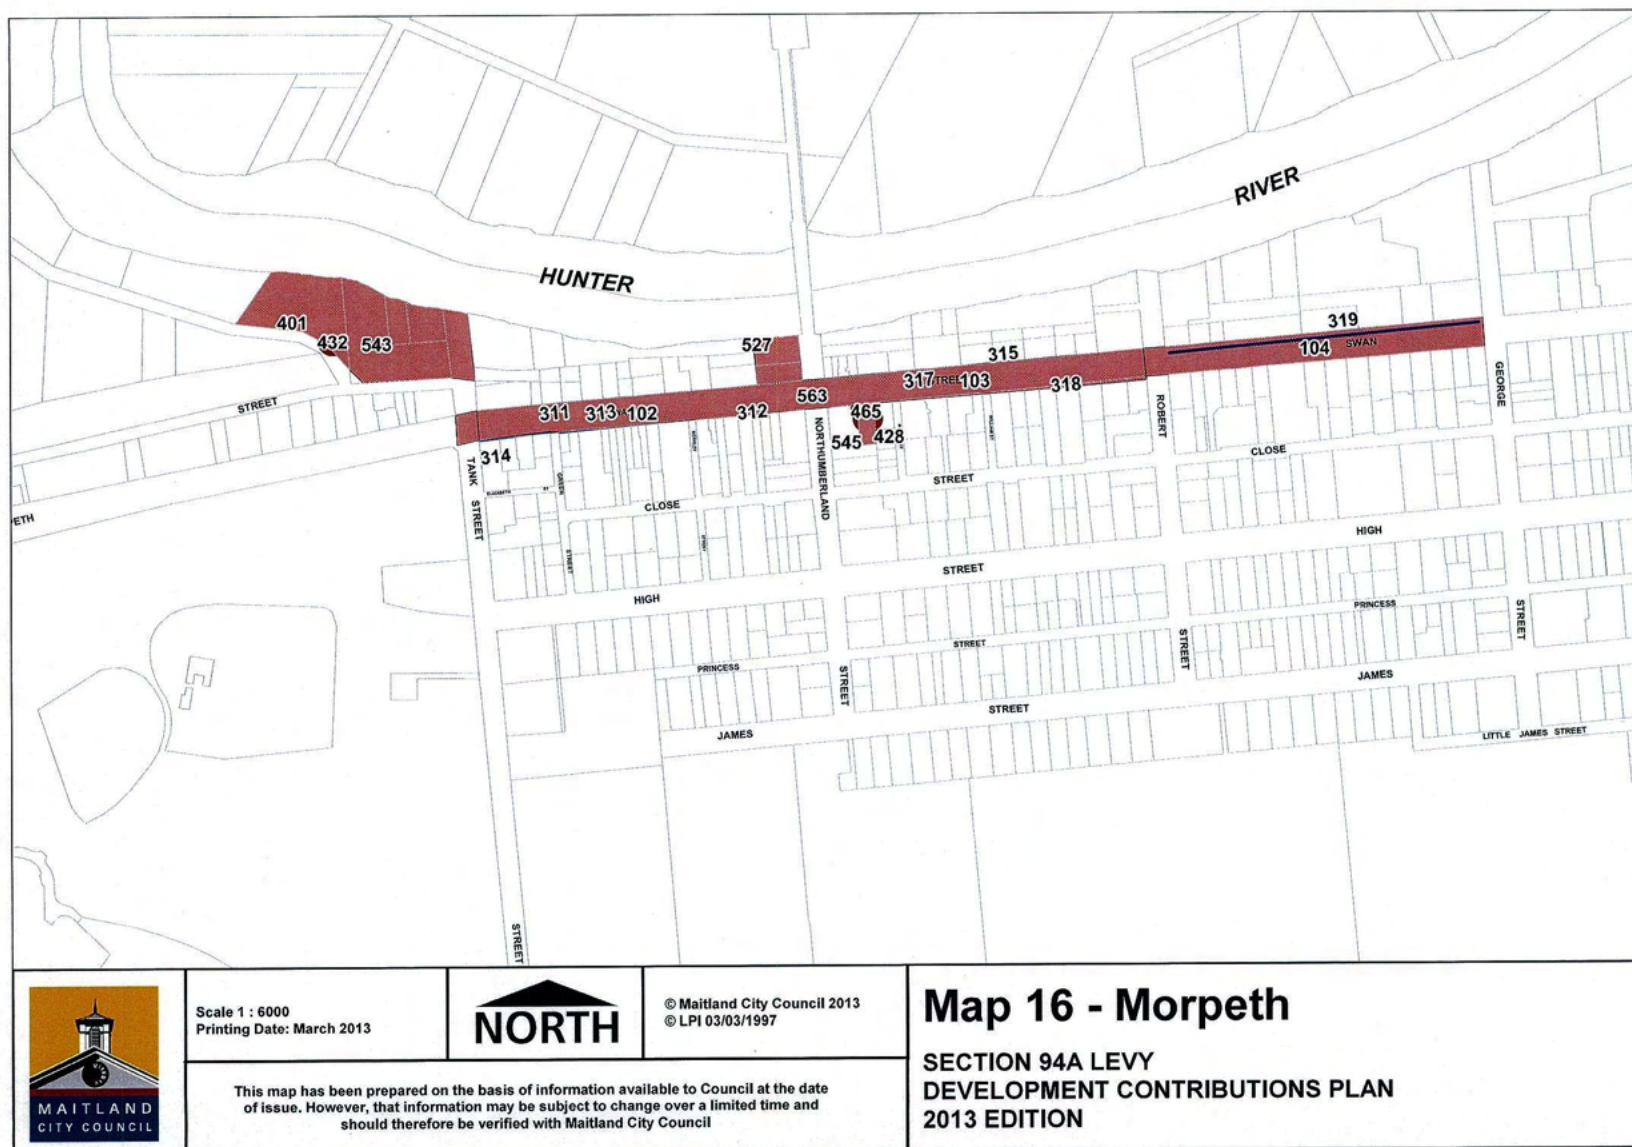 RIVER
HUNTER
401
432
543
527
319
315
104
SWAN
317
TREE
103
318
563
311
313
102
312
465
545
428
314
STREET
TANK
STREET
ELIZABETH
ST
GREEN
STREET
CLOSE
NORTHUMBERLAND
STREET
ROBERT
CLOSE
GEORGE
ETH
HIGH
STREET
HIGH
PRINCESS
STREET
PRINCESS
STREET
STREET
STREET
JAMES
STREET
JAMES
LITTLE JAMES STREET
STREET
MAITLAND
CITY COUNCIL
Scale 1 : 6000
Printing Date: March 2013
NORTH
© Maitland City Council 2013
© LPI 03/03/1997
This map has been prepared on the basis of information available to Council at the date
of issue. However, that information may be subject to change over a limited time and
should therefore be verified with Maitland City Council
Map 16 - Morpeth
SECTION 94A LEVY
DEVELOPMENT CONTRIBUTIONS PLAN
2013 EDITION